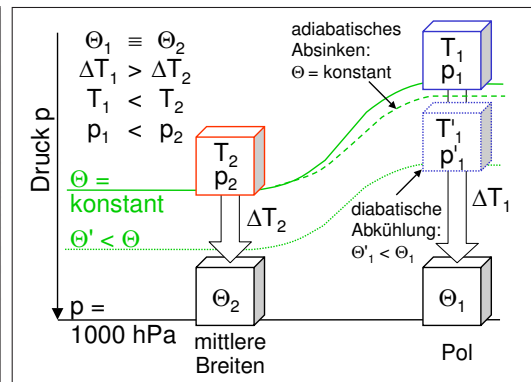 Druck p
Θ₁ ≡ Θ₂
ΔT₁ > ΔT₂
T₁ < T₂
p₁ < p₂
adiabatisches
Absinken:
Θ = konstant
T₁
p₁
T₂
p₂
T'₁
p'₁
Θ =
konstant
ΔT₂
ΔT₁
Θ' < Θ
diabatische
Abkühlung:
Θ'₁ < Θ₁
Θ₂
Θ₁
p =
1000 hPa
mittlere
Breiten
Pol